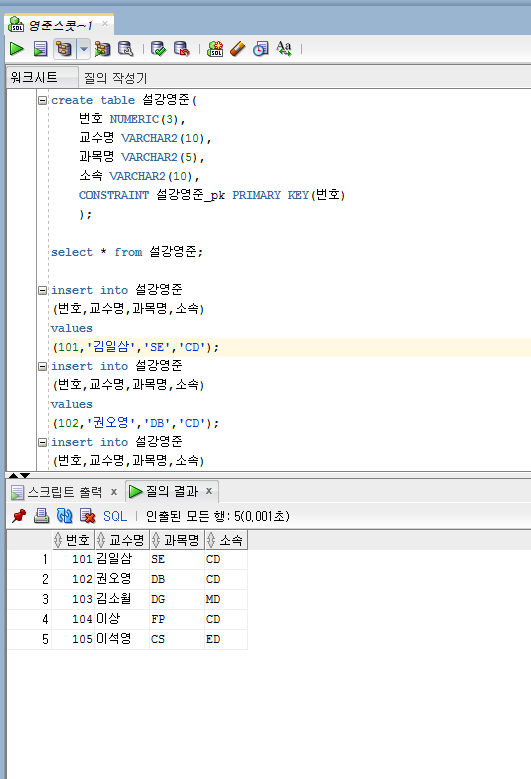 영준스쿳~1
워크시트 질의 작성기
create table 설강영준(
번호 NUMERIC(3),
교수명 VARCHAR2(10),
과목명 VARCHAR2(5),
소속 VARCHAR2(10),
CONSTRAINT 설강영준_pk PRIMARY KEY(번호)
);
select * from 설강영준;
insert into 설강영준
(번호,교수명,과목명,소속)
values
(101,'김일삼','SE','CD');
insert into 설강영준
(번호,교수명,과목명,소속)
values
(102,'권오영','DB','CD');
insert into 설강영준
(번호,교수명,과목명,소속)
스크립트 출력 x 질의 결과 x
SQL | 인출된 모든 행: 5(0,001초)
번호 교수명 과목명 소속
1 101 김일삼 SE CD
2 102 권오영 DB CD
3 103 김소월 DG MD
4 104 이상 FP CD
5 105 이석영 CS ED